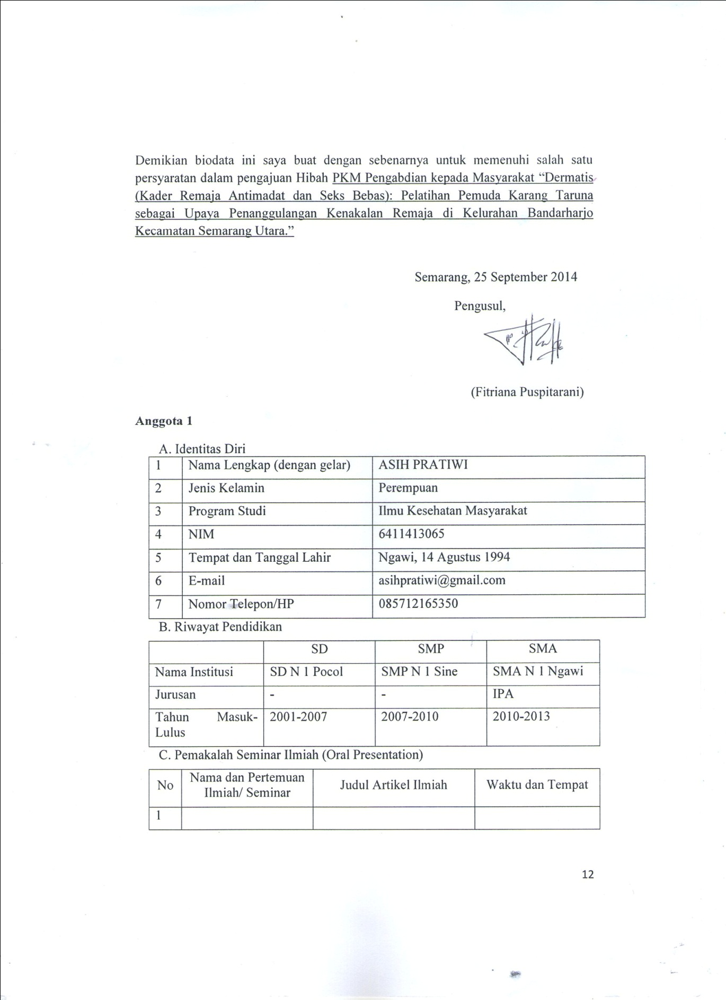 Demikian biodata ini saya buat dengan sebenarnya untuk memenuhi salah satu
persyaratan dalam pengajuan Hibah PKM Pengabdian kepada Masyarakat “Dermatis
(Kader Remaja Antimadat dan Seks Bebas): Pelatihan Pemuda Karang Taruna
sebagai Upaya Penanggulangan Kenakalan Remaja di Kelurahan Bandarharjo
Kecamatan Semarang Utara.”
Semarang, 25 September 2014
Pengusul,
(Fitriana Puspitarani)
Anggota 1
A. Identitas Diri
1 Nama Lengkap (dengan gelar) ASIH PRATIWI
2 Jenis Kelamin Perempuan
3 Program Studi Ilmu Kesehatan Masyarakat
4 NIM 6411413065
5 Tempat dan Tanggal Lahir Ngawi, 14 Agustus 1994
6 E-mail asihpratiwi@gmail.com
7 Nomor Telepon/HP 085712165350
B. Riwayat Pendidikan
SD SMP SMA
Nama Institusi SD N 1 Pocol SMP N 1 Sine SMA N 1 Ngawi
Jurusan - - IPA
Tahun Masuk- 2001-2007 2007-2010 2010-2013
Lulus
C. Pemakalah Seminar Ilmiah (Oral Presentation)
No Nama dan Pertemuan Judul Artikel Ilmiah Waktu dan Tempat
Ilmiah/ Seminar
1
12